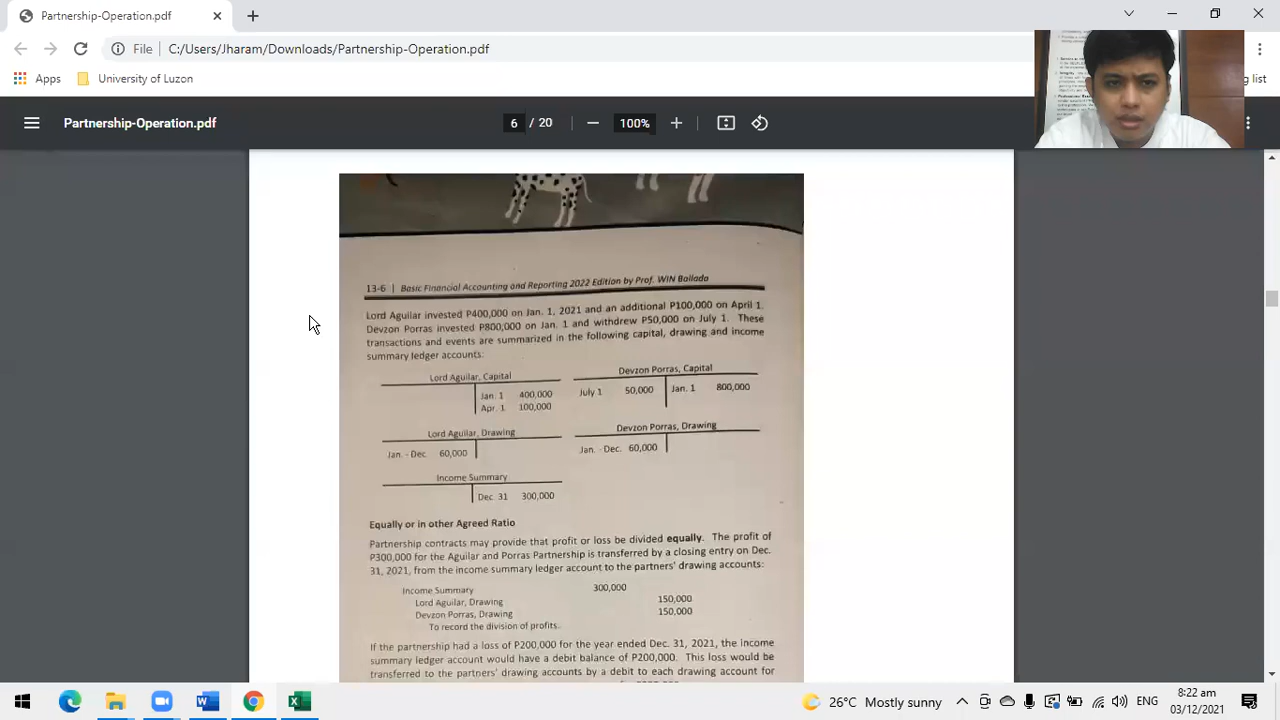 Partnership-Operation.pdf
File C:/Users/Jharam/Downloads/Partnership-Operation.pdf
Apps University of Luzon
ng list
Partnership-Operation.pdf
6 / 20
100%
13-6 | Basic Financial Accounting and Reporting 2022 Edition by Prof. WIN Ballada
Lord Aguilar invested P400,000 on Jan. 1, 2021 and an additional P100,000 on April 1.
Devzon Porras invested P800,000 on Jan. 1 and withdrew P50,000 on July 1. These
transactions and events are summarized in the following capital, drawing and income
summary ledger accounts:
Lord Aguilar, Capital
Jan. 1 400,000
Apr. 1 100,000
Devzon Porras, Capital
July 1 50,000 Jan. 1 800,000
Lord Aguilar, Drawing
Jan. - Dec. 60,000
Devzon Porras, Drawing
Jan. - Dec. 60,000
Income Summary
Dec. 31 300,000
Equally or in other Agreed Ratio
Partnership contracts may provide that profit or loss be divided equally. The profit of
P300,000 for the Aguilar and Porras Partnership is transferred by a closing entry on Dec.
31, 2021, from the income summary ledger account to the partners' drawing accounts:
Income Summary 300,000
Lord Aguilar, Drawing 150,000
Devzon Porras, Drawing 150,000
To record the division of profits.
If the partnership had a loss of P200,000 for the year ended Dec. 31, 2021, the income
summary ledger account would have a debit balance of P200,000. This loss would be
transferred to the partners' drawing accounts by a debit to each drawing account for
26°C Mostly sunny
ENG
8:22 am
03/12/2021